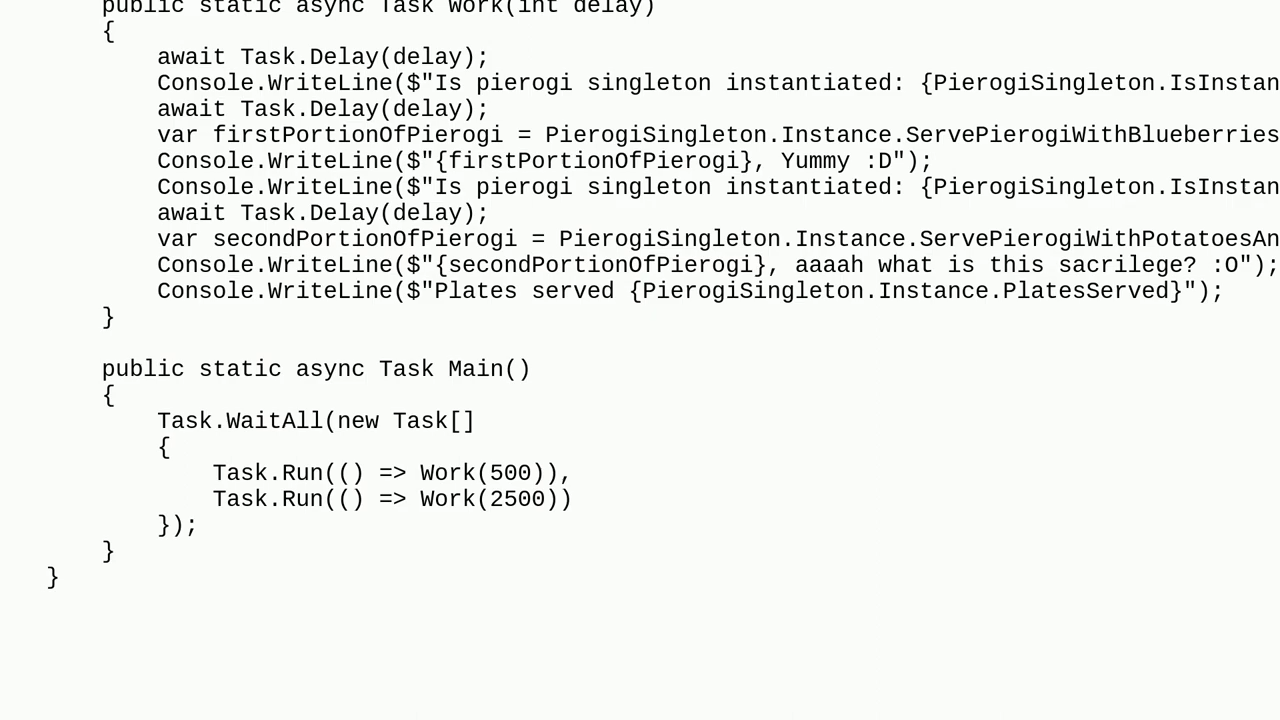 public static async Task Work(int delay)
{
await Task.Delay(delay);
Console.WriteLine($"Is pierogi singleton instantiated: {PierogiSingleton.IsInstan
await Task.Delay(delay);
var firstPortionOfPierogi = PierogiSingleton.Instance.ServePierogiWithBlueberries
Console.WriteLine($"{firstPortionOfPierogi}, Yummy :D");
Console.WriteLine($"Is pierogi singleton instantiated: {PierogiSingleton.IsInstan
await Task.Delay(delay);
var secondPortionOfPierogi = PierogiSingleton.Instance.ServePierogiWithPotatoesAn
Console.WriteLine($"{secondPortionOfPierogi}, aaaah what is this sacrilege? :O");
Console.WriteLine($"Plates served {PierogiSingleton.Instance.PlatesServed}");
}
public static async Task Main()
{
Task.WaitAll(new Task[]
{
Task.Run(() => Work(500)),
Task.Run(() => Work(2500))
});
}
}